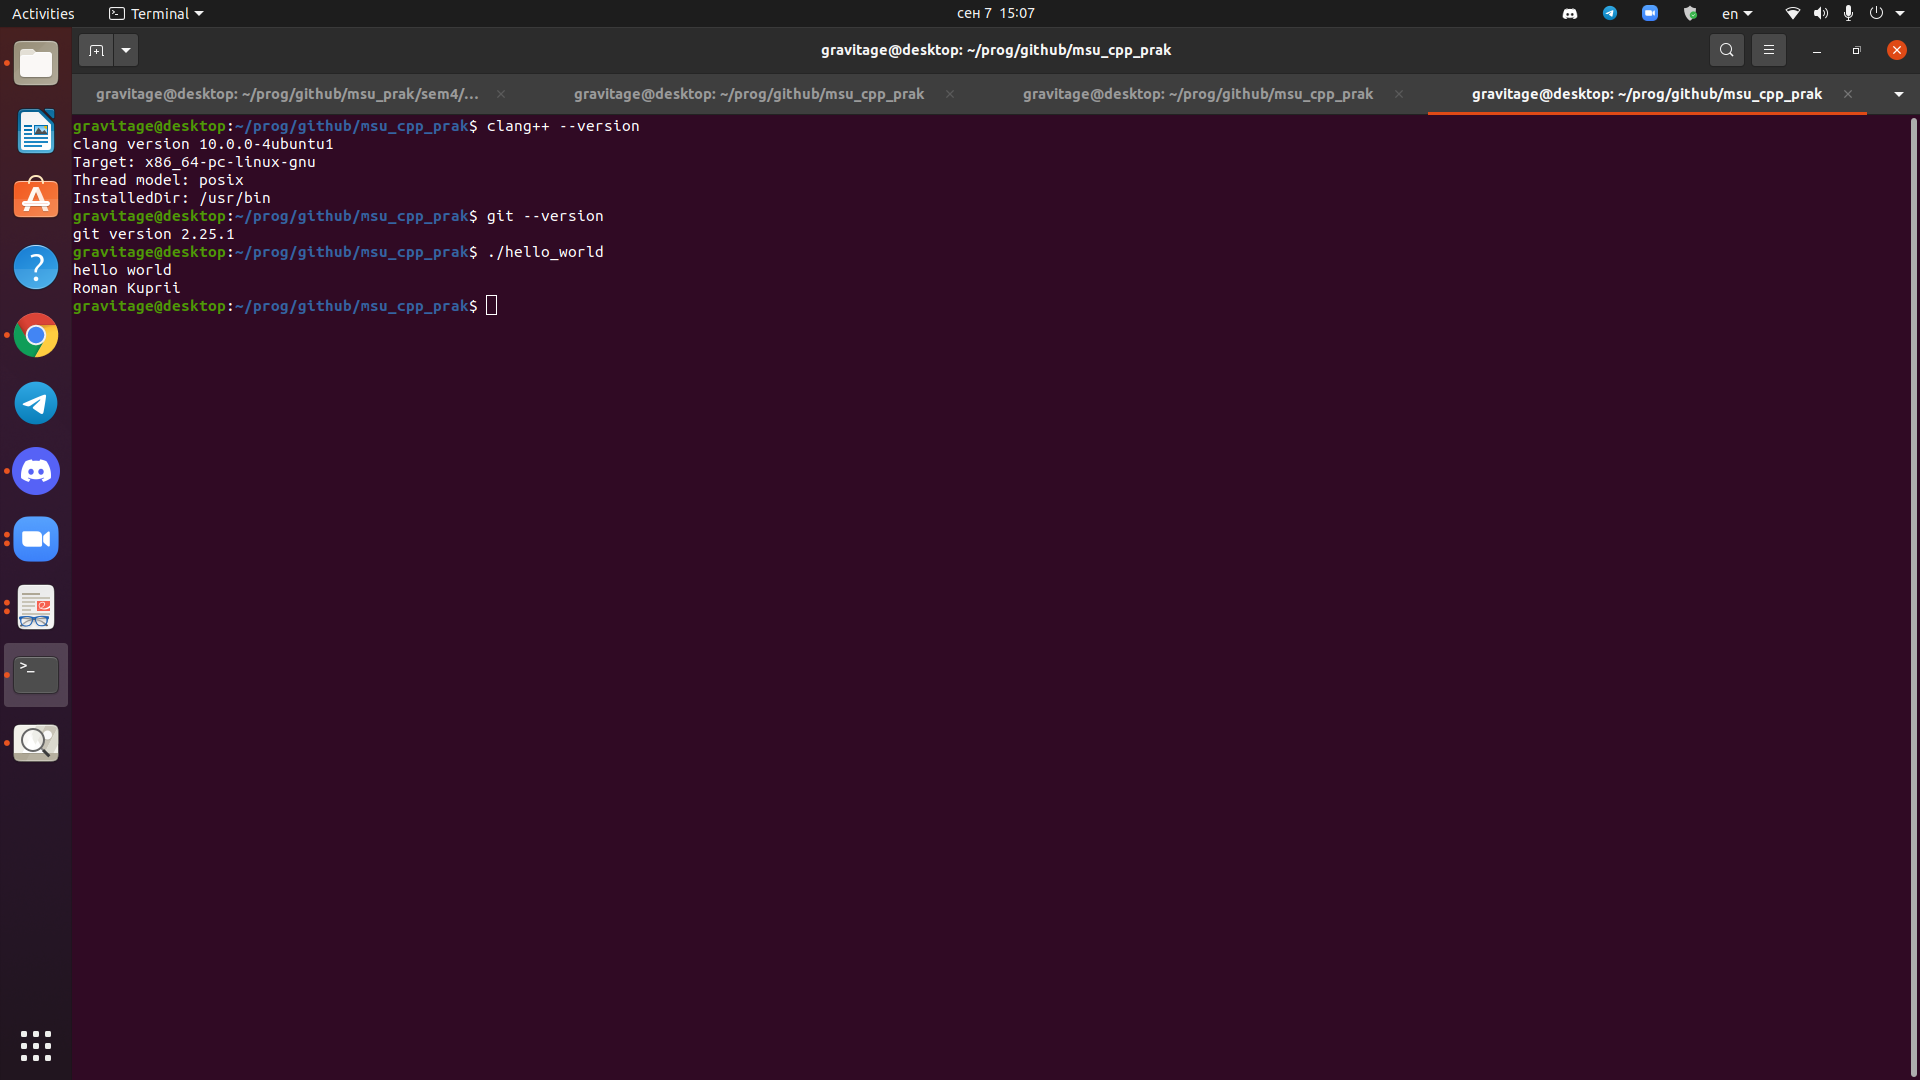 Activities Terminal сен 7 15:07 en
gravitage@desktop: ~/prog/github/msu_cpp_prak
gravitage@desktop: ~/prog/github/msu_prak/sem4/... gravitage@desktop: ~/prog/github/msu_cpp_prak gravitage@desktop: ~/prog/github/msu_cpp_prak gravitage@desktop: ~/prog/github/msu_cpp_prak
gravitage@desktop:~/prog/github/msu_cpp_prak$ clang++ --version
clang version 10.0.0-4ubuntu1
Target: x86_64-pc-linux-gnu
Thread model: posix
InstalledDir: /usr/bin
gravitage@desktop:~/prog/github/msu_cpp_prak$ git --version
git version 2.25.1
gravitage@desktop:~/prog/github/msu_cpp_prak$ ./hello_world
hello world
Roman Kuprii
gravitage@desktop:~/prog/github/msu_cpp_prak$